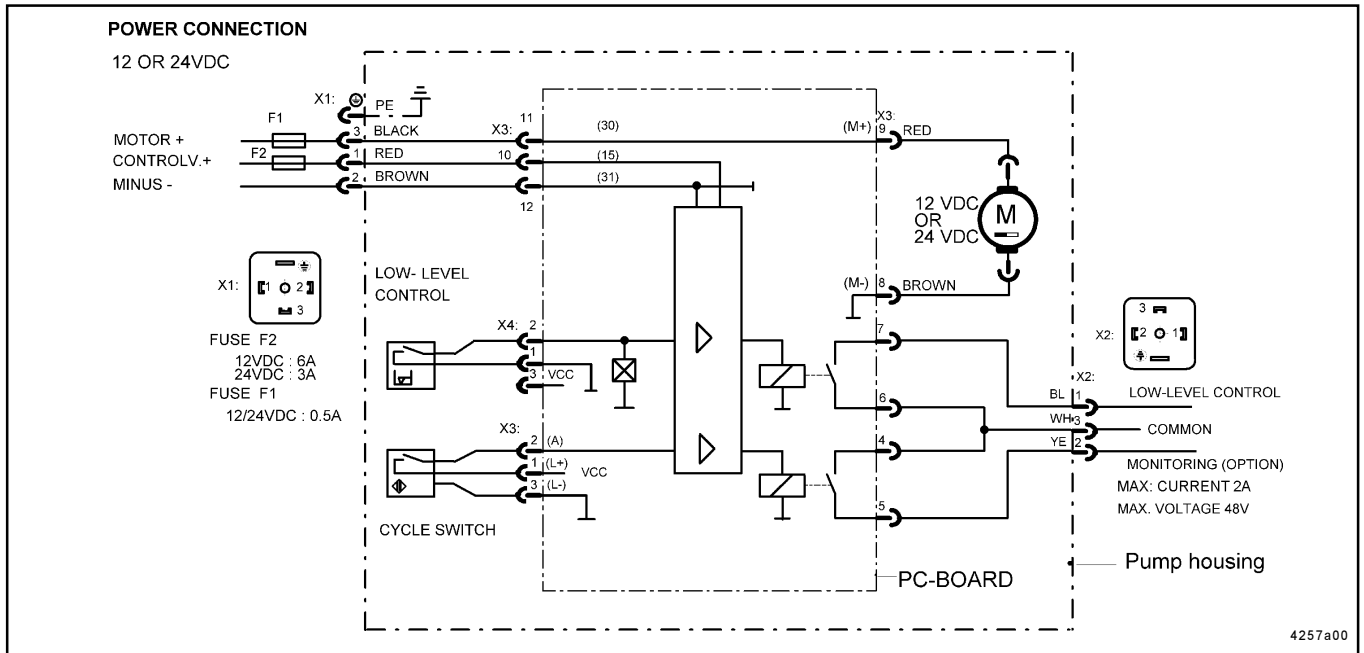 POWER CONNECTION
12 OR 24VDC
X1:
PE
F1
MOTOR +
3
BLACK
X3:
11
(30)
(M+)
X3:
9
RED
CONTROLV.+
F2
1
RED
10
(15)
MINUS -
2
BROWN
(31)
12
12 VDC
OR
24 VDC
M
X1:
1
2
3
LOW- LEVEL
CONTROL
(M-)
8
BROWN
FUSE F2
12VDC : 6A
24VDC : 3A
FUSE F1
12/24VDC : 0.5A
X4:
2
1
3
VCC
7
6
X2:
3
2
1
X2:
BL
1
LOW-LEVEL CONTROL
WH
3
COMMON
YE
2
X3:
2
(A)
1
(L+)
VCC
3
(L-)
4
5
MONITORING (OPTION)
MAX: CURRENT 2A
MAX. VOLTAGE 48V
CYCLE SWITCH
PC-BOARD
Pump housing
4257a00